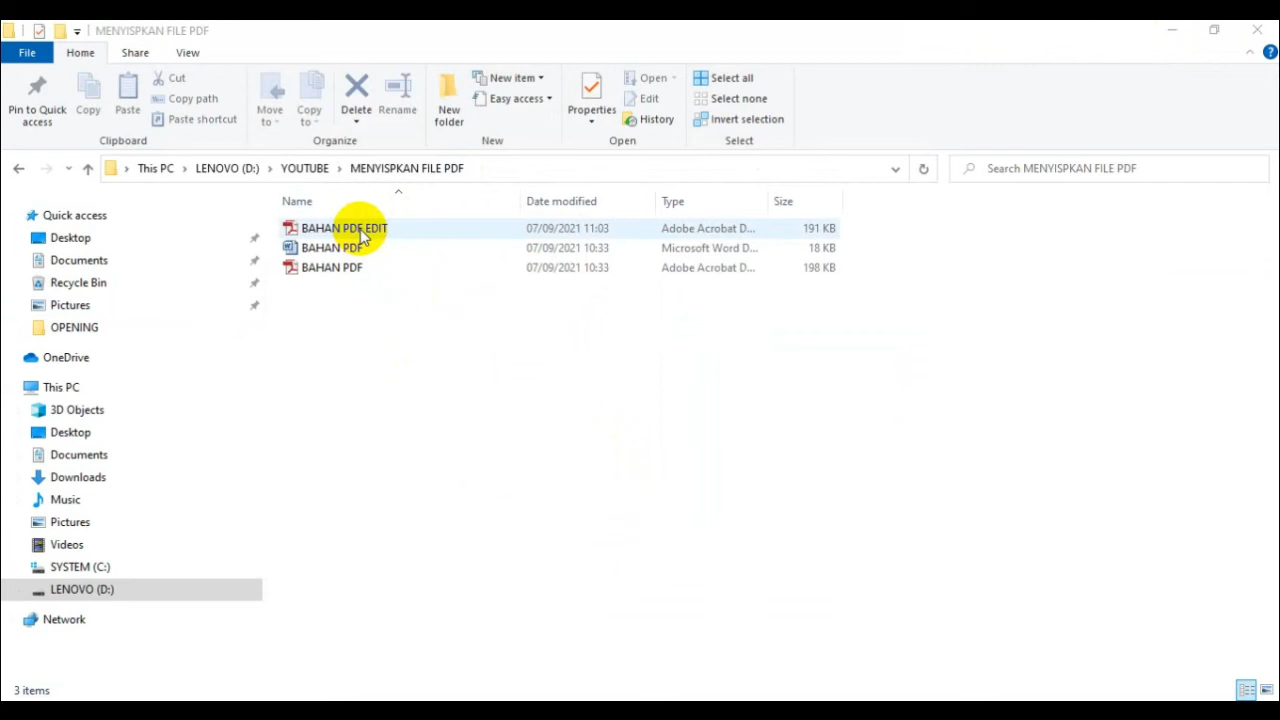 MENYISPKAN FILE PDF
File Home Share View
Pin to Quick access
Copy
Paste
Cut
Copy path
Paste shortcut
Clipboard
Move to
Copy to
Delete
Rename
Organize
New folder
New item
Easy access
New
Properties
Open
Edit
History
Open
Select all
Select none
Invert selection
Select
This PC LENOVO (D:) YOUTUBE MENYISPKAN FILE PDF
Search MENYISPKAN FILE PDF
Quick access
Desktop
Documents
Recycle Bin
Pictures
OPENING
OneDrive
This PC
3D Objects
Desktop
Documents
Downloads
Music
Pictures
Videos
SYSTEM (C:)
LENOVO (D:)
Network
Name Date modified Type Size
BAHAN PDF EDIT 07/09/2021 11:03 Adobe Acrobat D... 191 KB
BAHAN PDF 07/09/2021 10:33 Microsoft Word D... 18 KB
BAHAN PDF 07/09/2021 10:33 Adobe Acrobat D... 198 KB
3 items